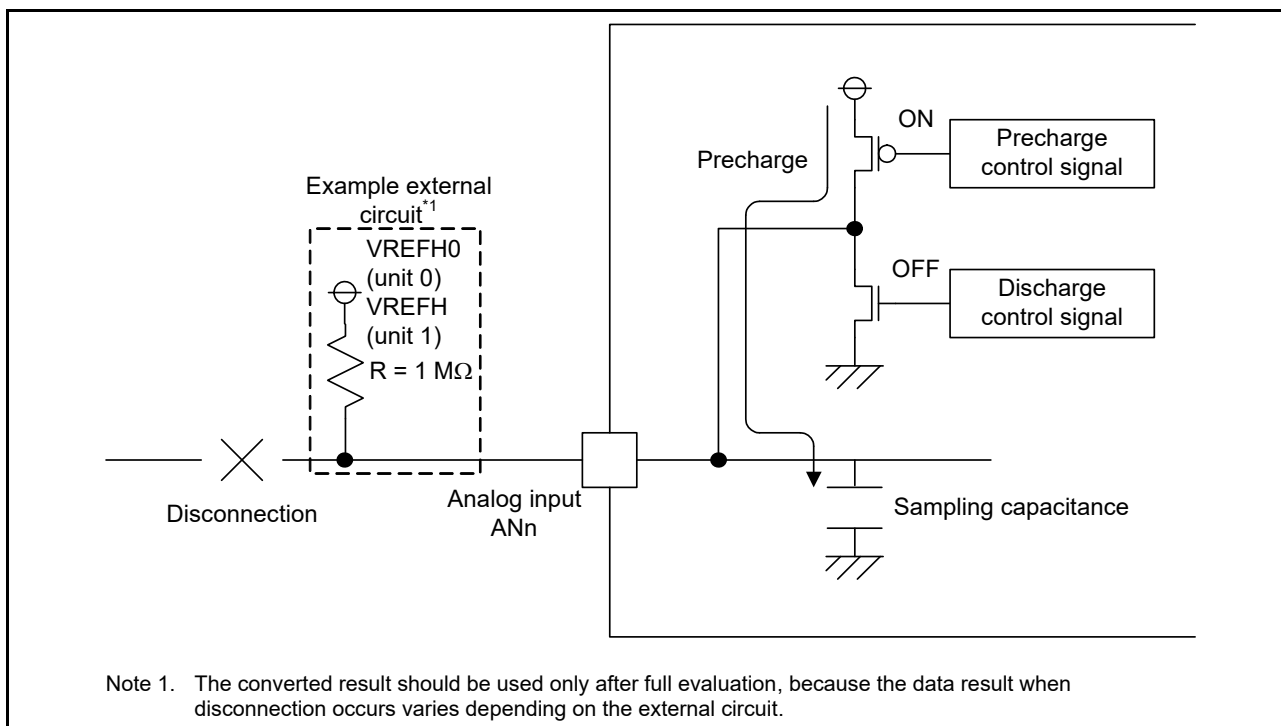 ON
Precharge
control signal
Precharge
Example external
circuit*1
VREFH0
(unit 0)
VREFH
(unit 1)
R = 1 MΩ
OFF
Discharge
control signal
Disconnection
Analog input
ANn
Sampling capacitance
Note 1. The converted result should be used only after full evaluation, because the data result when
disconnection occurs varies depending on the external circuit.